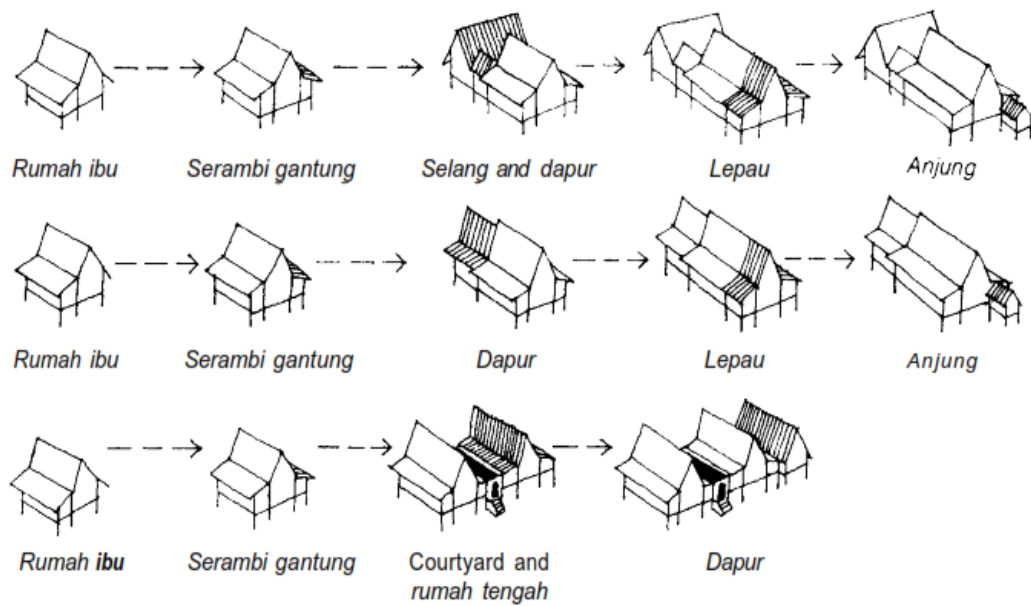 Rumah ibu Serambi gantung Selang and dapur Lepau Anjung
Rumah ibu Serambi gantung Dapur Lepau Anjung
Rumah ibu Serambi gantung Courtyard and Dapur
rumah tengah